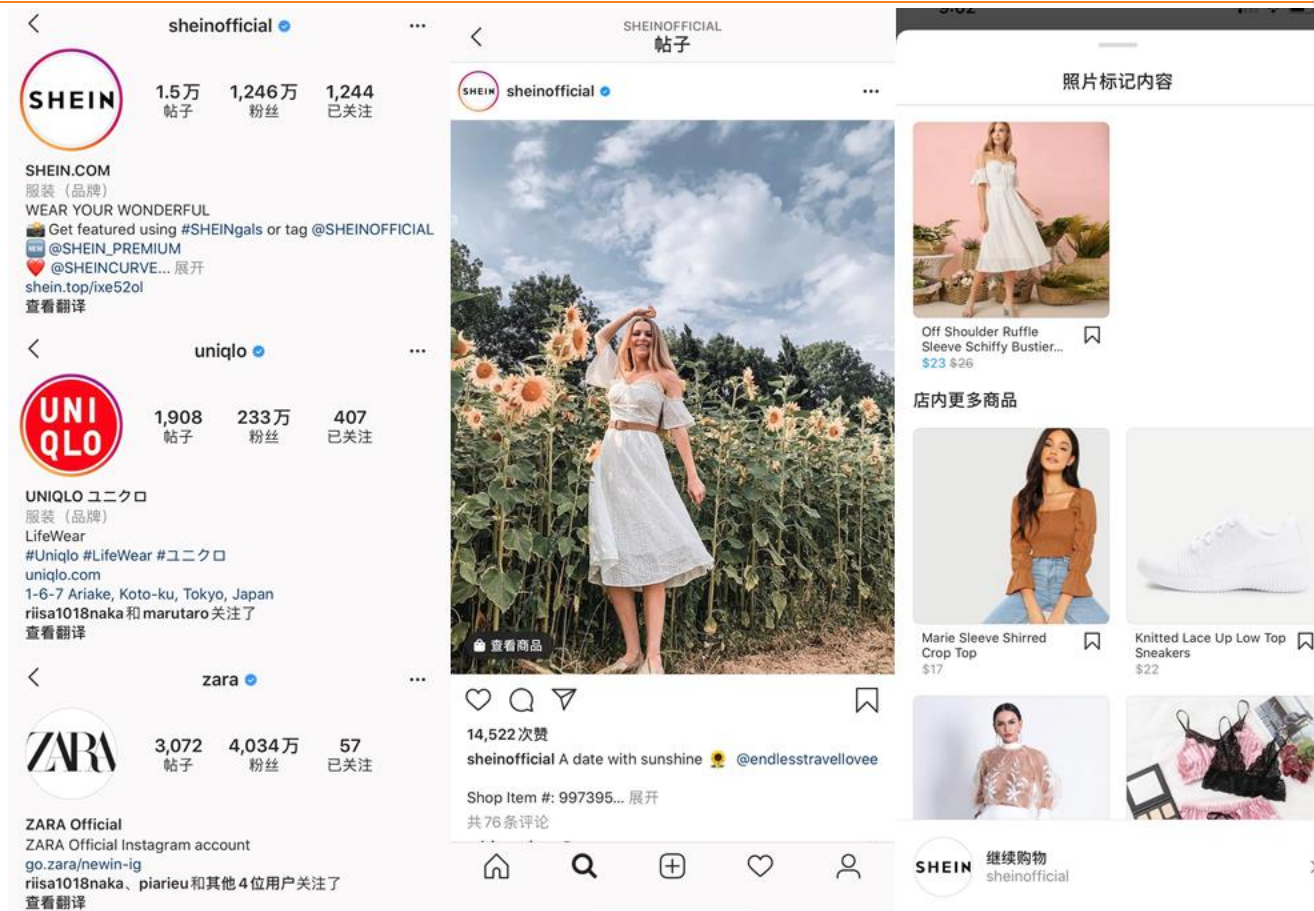 sheinofficial
SHEIN
1.5万 1,246万 1,244
帖子 粉丝 已关注
SHEIN.COM
服装（品牌）
WEAR YOUR WONDERFUL
Get featured using #SHEINgals or tag @SHEINOFFICIAL
NEW @SHEIN_PREMIUM
@SHEINCURVE... 展开
shein.top/ixe52ol
查看翻译
uniqlo
UNI
QLO
1,908 233万 407
帖子 粉丝 已关注
UNIQLO ユニクロ
服装（品牌）
LifeWear
#Uniqlo #LifeWear #ユニクロ
uniqlo.com
1-6-7 Ariake, Koto-ku, Tokyo, Japan
riisa1018naka和marutaro关注了
查看翻译
zara
ZARA
3,072 4,034万 57
帖子 粉丝 已关注
ZARA Official
ZARA Official Instagram account
go.zara/newin-ig
riisa1018naka、piarieu和其他4位用户关注了
查看翻译
SHEINOFFICIAL
帖子
SHEIN sheinofficial
查看商品
14,522次赞
sheinofficial A date with sunshine 🌻 @endlesstravellovee
Shop Item #: 997395... 展开
共76条评论
照片标记内容
Off Shoulder Ruffle
Sleeve Schiffy Bustier...
$23 $26
店内更多商品
Marie Sleeve Shirred
Crop Top
$17
Knitted Lace Up Low Top
Sneakers
$22
SHEIN
继续购物
sheinofficial